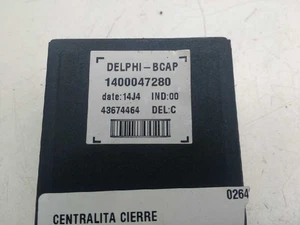 DELPHI-BCAP
1400047280
date:14J4 IND:00
43674464 DEL:C
0264
CENTRALITA CIERRE